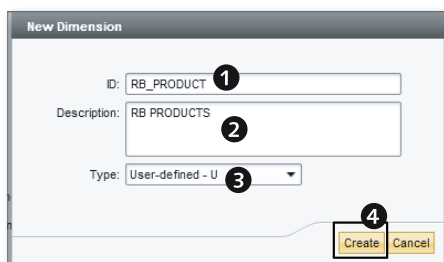 New Dimension
ID: RB_PRODUCT 1
Description: RB PRODUCTS
2
Type: User-defined - U 3
4
Create Cancel